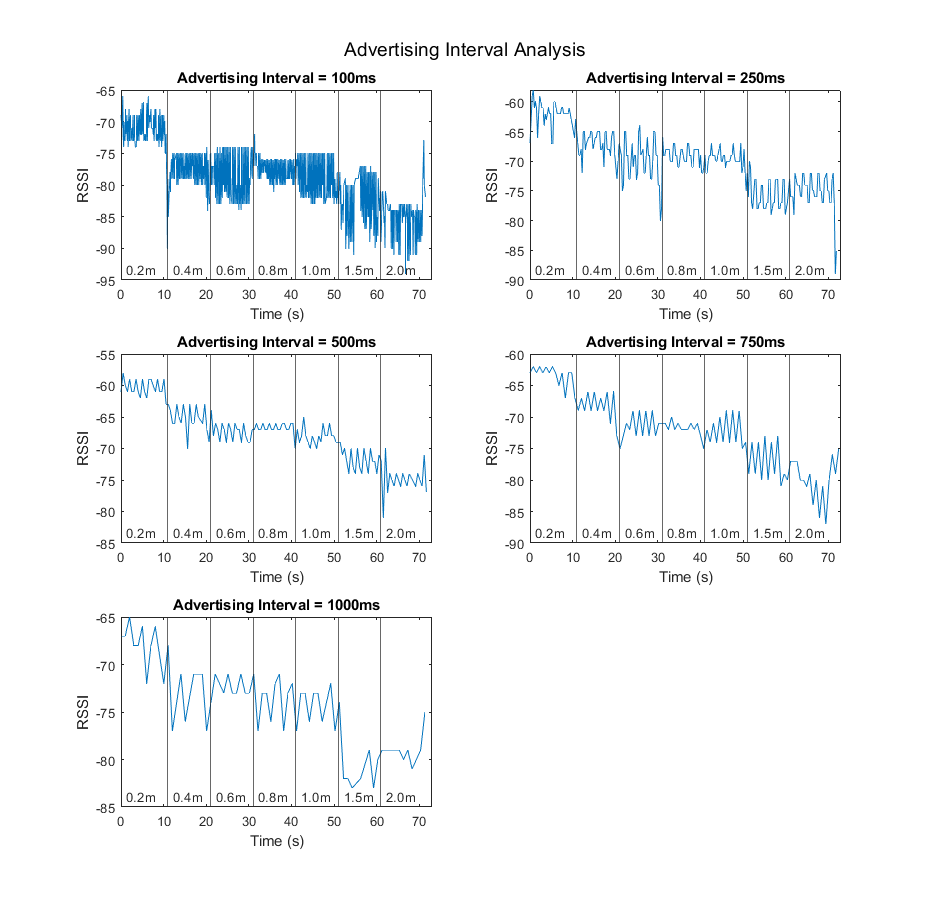 Advertising Interval Analysis
Advertising Interval = 100ms
-65
-70
-75
-80
-85
-90
-95
RSSI
0.2m 0.4m 0.6m 0.8m 1.0m 1.5m 2.0m
0 10 20 30 40 50 60 70
Time (s)
Advertising Interval = 250ms
-60
-65
-70
-75
-80
-85
-90
RSSI
0.2m 0.4m 0.6m 0.8m 1.0m 1.5m 2.0m
0 10 20 30 40 50 60 70
Time (s)
Advertising Interval = 500ms
-55
-60
-65
-70
-75
-80
-85
RSSI
0.2m 0.4m 0.6m 0.8m 1.0m 1.5m 2.0m
0 10 20 30 40 50 60 70
Time (s)
Advertising Interval = 750ms
-60
-65
-70
-75
-80
-85
-90
RSSI
0.2m 0.4m 0.6m 0.8m 1.0m 1.5m 2.0m
0 10 20 30 40 50 60 70
Time (s)
Advertising Interval = 1000ms
-65
-70
-75
-80
-85
RSSI
0.2m 0.4m 0.6m 0.8m 1.0m 1.5m 2.0m
0 10 20 30 40 50 60 70
Time (s)